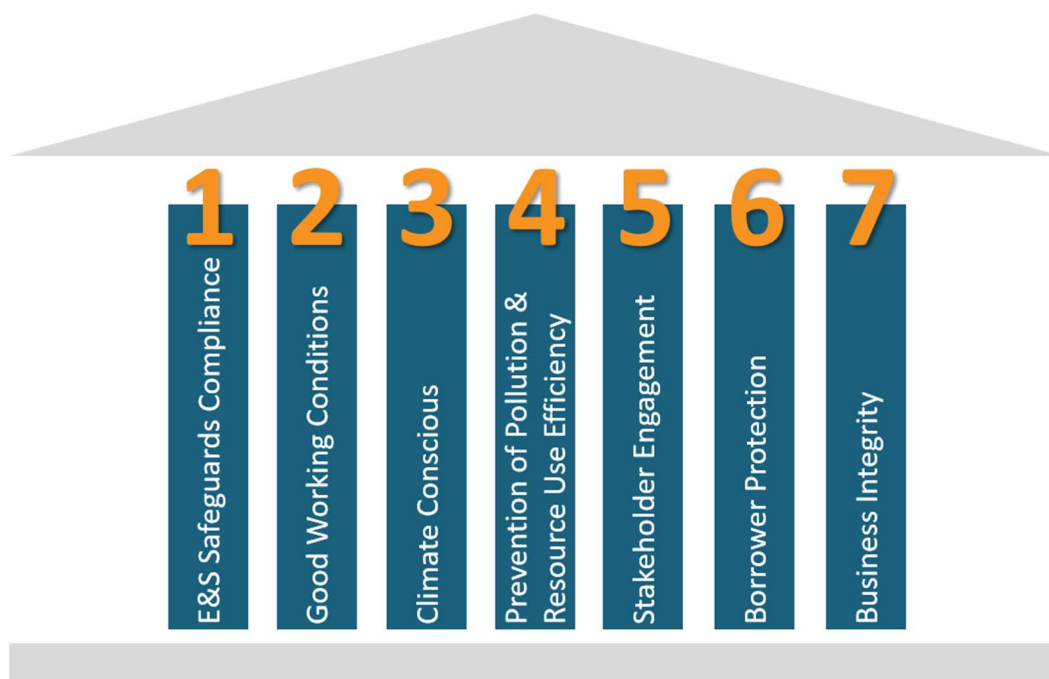 1
E&S Safeguards Compliance
2
Good Working Conditions
3
Climate Conscious
4
Prevention of Pollution &
Resource Use Efficiency
5
Stakeholder Engagement
6
Borrower Protection
7
Business Integrity